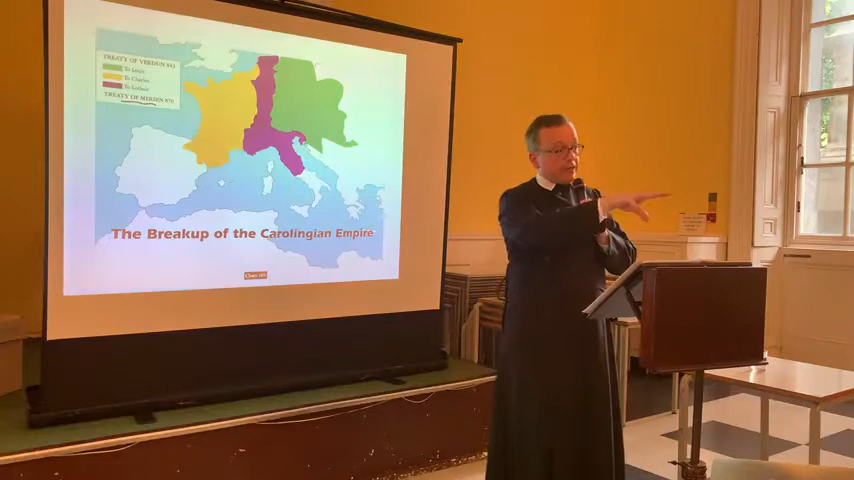 TREATY OF VERDUN 843
To Louis
To Charles
To Lothair
TREATY OF MERSEN 870
The Breakup of the Carolingian Empire